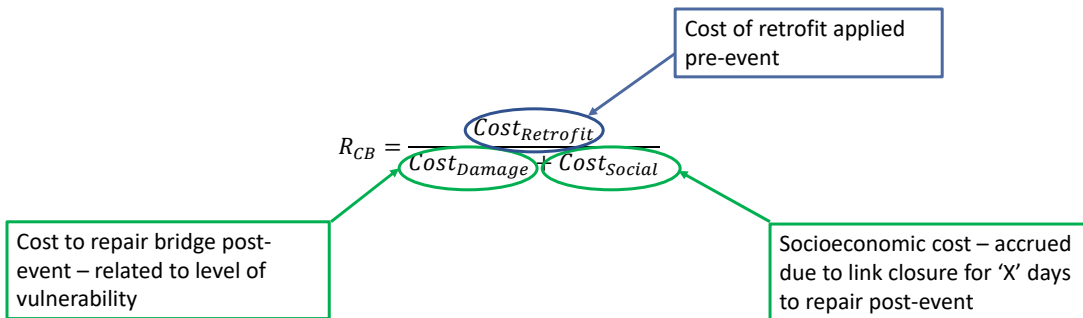 Cost of retrofit applied
pre-event
R_CB = Cost_Retrofit / (Cost_Damage + Cost_Social)
Cost to repair bridge post-
event – related to level of
vulnerability
Socioeconomic cost – accrued
due to link closure for ‘X’ days
to repair post-event